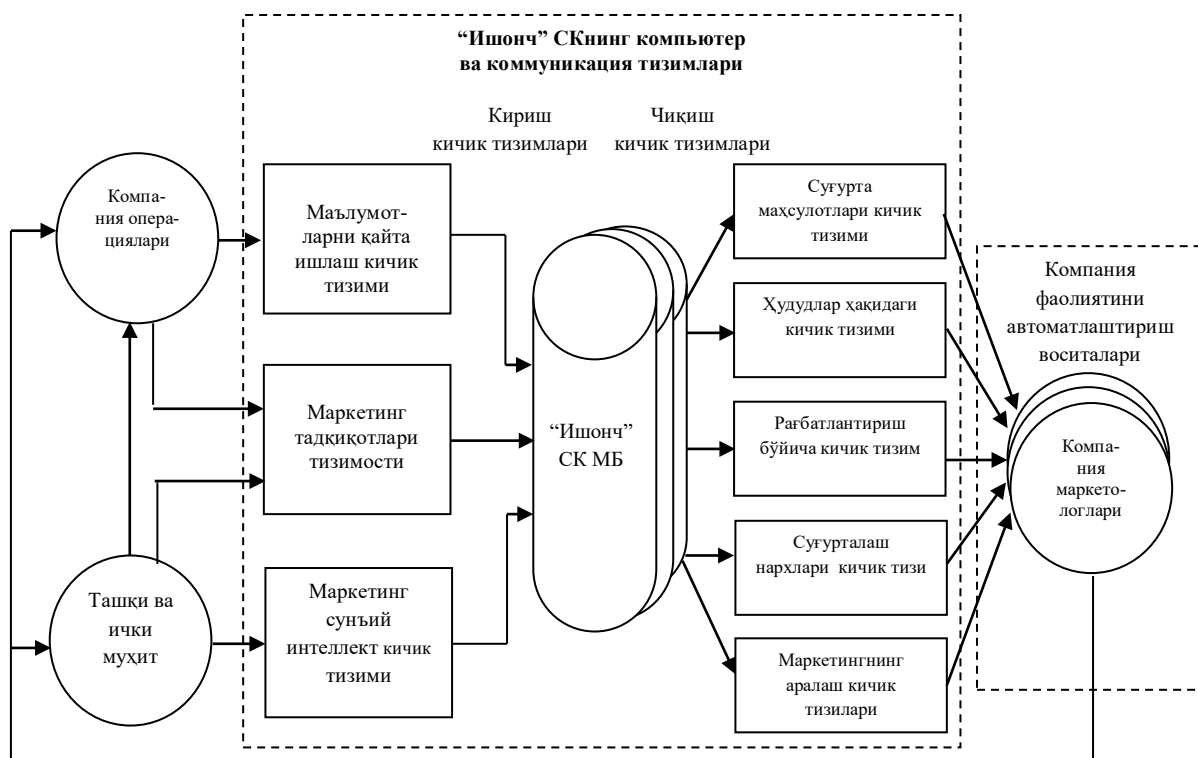 “Ишонч” СКнинг компьютер
ва коммуникация тизимлари
Кириш
кичик тизимлари
Чиқиш
кичик тизимлари
Компа-
ния опера-
циялари
Маълумот-
ларни қайта
ишлаш кичик
тизими
Маркетинг
тадқиқотлари
тизимости
Ташқи ва
ички
муҳит
Маркетинг
сунъий
интеллект кичик
тизими
“Ишонч”
СК МБ
Суғурта
маҳсулотлари кичик
тизими
Ҳудудлар ҳақидаги
кичик тизими
Рағбатлантириш
бўйича кичик тизим
Суғурталаш
нархлари кичик тизи
Маркетингнинг
аралаш кичик
тизилари
Компания
фаолиятини
автоматлаштириш
воситалари
Компа-
ния
маркето-
логлари